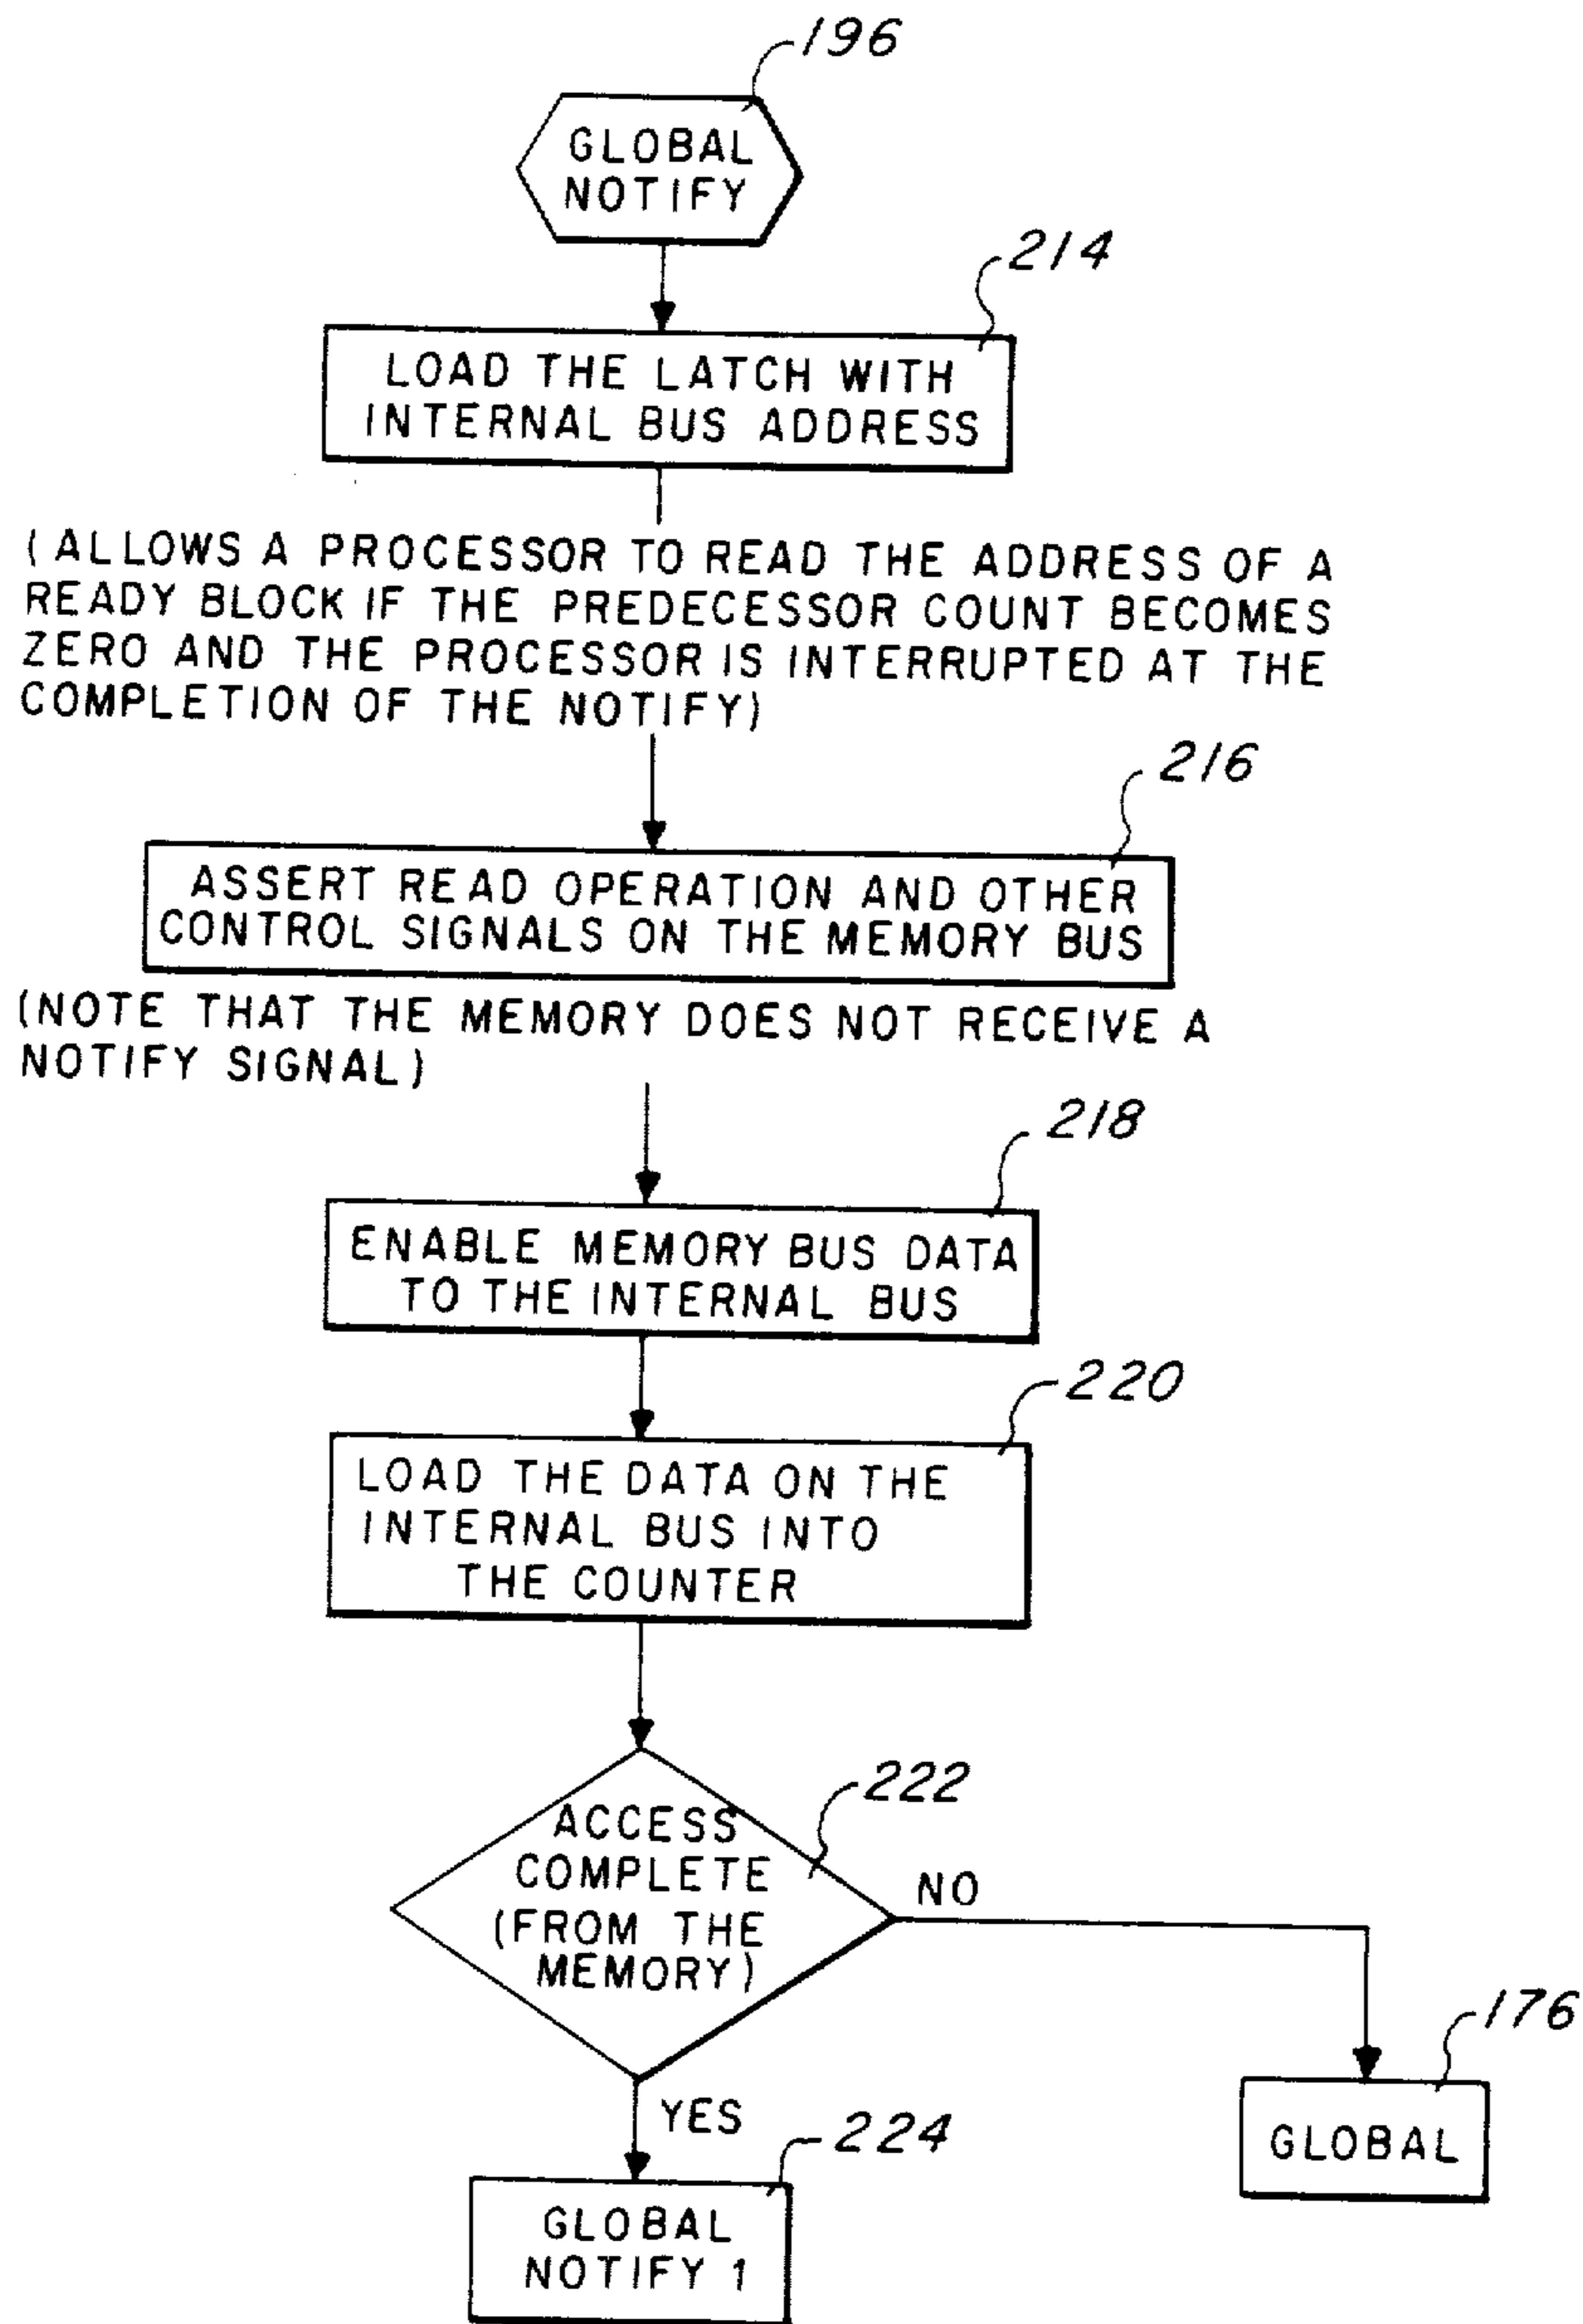 196
GLOBAL
NOTIFY
214
LOAD THE LATCH WITH
INTERNAL BUS ADDRESS
(ALLOWS A PROCESSOR TO READ THE ADDRESS OF A
READY BLOCK IF THE PREDECESSOR COUNT BECOMES
ZERO AND THE PROCESSOR IS INTERRUPTED AT THE
COMPLETION OF THE NOTIFY)
216
ASSERT READ OPERATION AND OTHER
CONTROL SIGNALS ON THE MEMORY BUS
(NOTE THAT THE MEMORY DOES NOT RECEIVE A
NOTIFY SIGNAL)
218
ENABLE MEMORY BUS DATA
TO THE INTERNAL BUS
220
LOAD THE DATA ON THE
INTERNAL BUS INTO
THE COUNTER
222
ACCESS
COMPLETE
(FROM THE
MEMORY)
NO
176
GLOBAL
YES
224
GLOBAL
NOTIFY 1